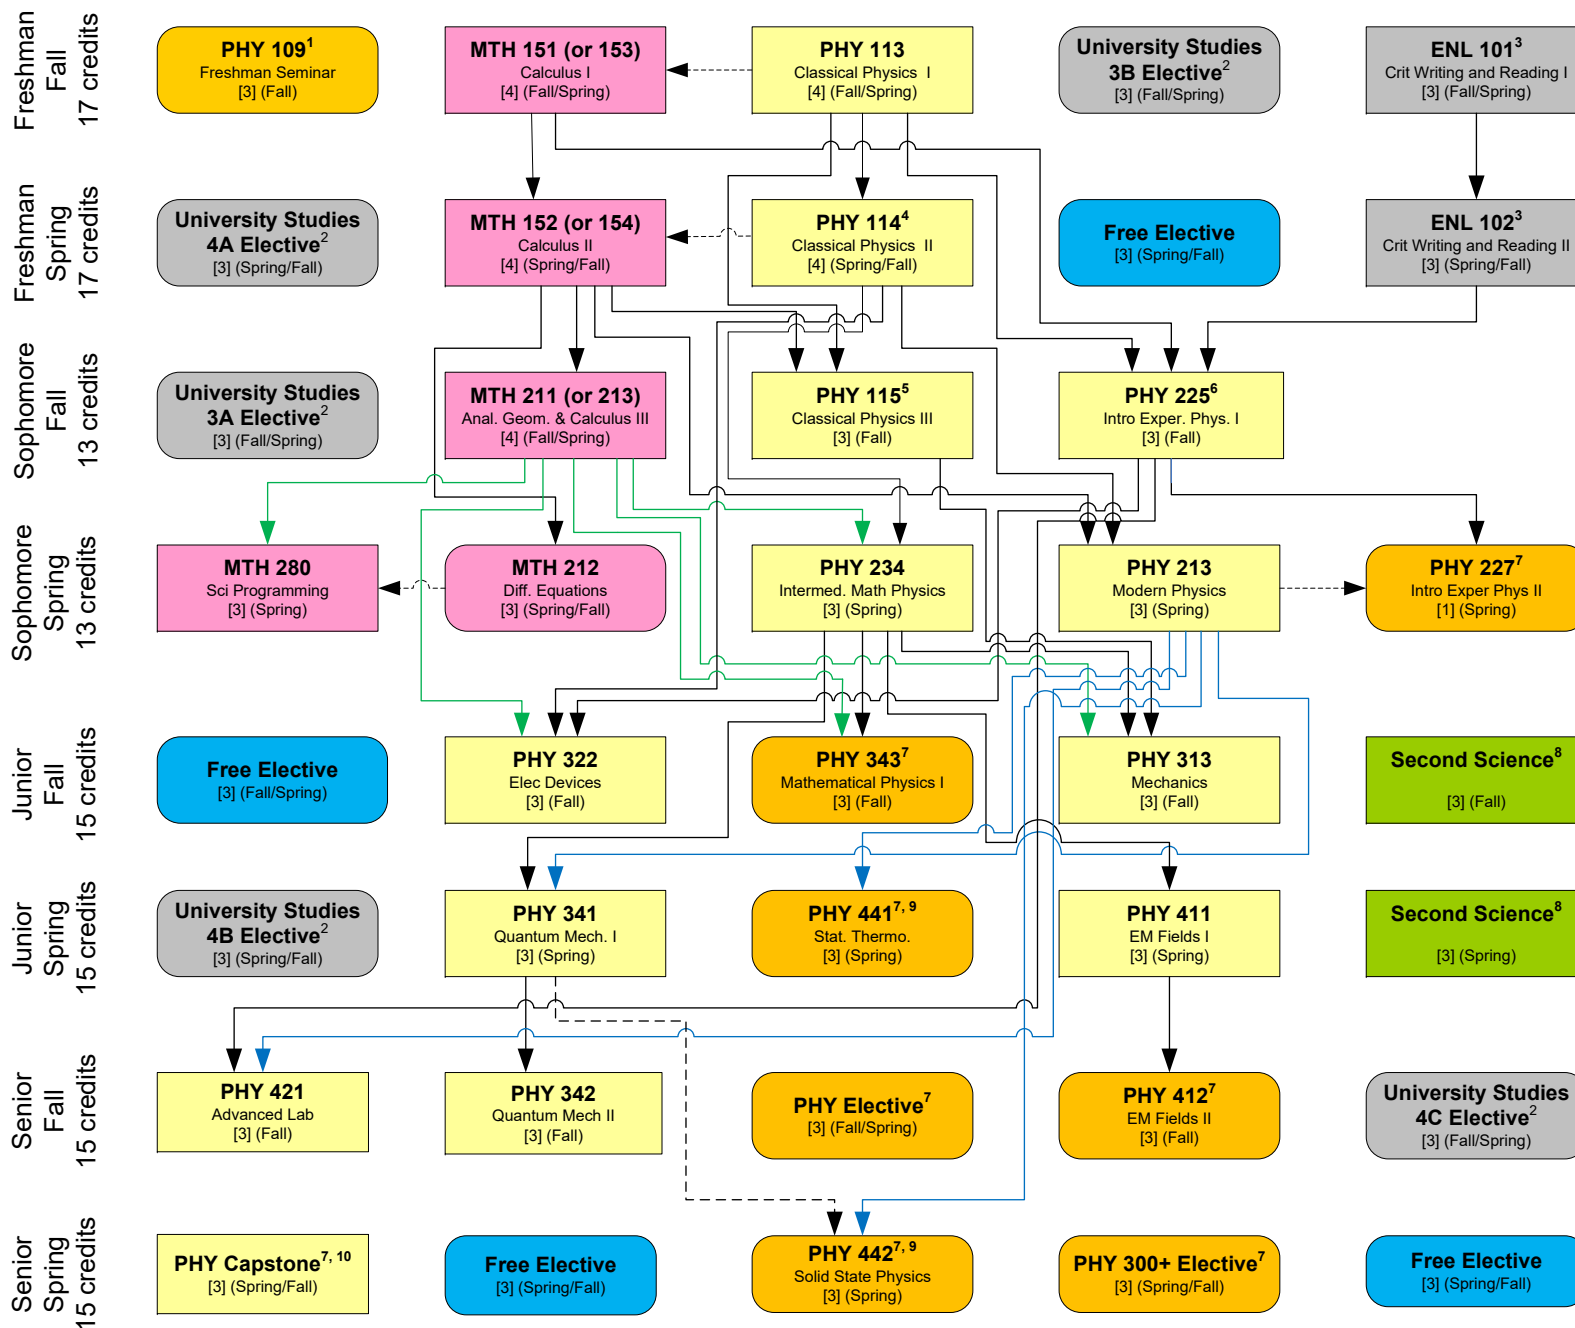 Freshman
Fall
17 credits
PHY 109¹
Freshman Seminar
[3] (Fall)
MTH 151 (or 153)
Calculus I
[4] (Fall/Spring)
PHY 113
Classical Physics I
[4] (Fall/Spring)
University Studies
3B Elective²
[3] (Fall/Spring)
ENL 101³
Crit Writing and Reading I
[3] (Fall/Spring)
Freshman
Spring
17 credits
University Studies
4A Elective²
[3] (Spring/Fall)
MTH 152 (or 154)
Calculus II
[4] (Spring/Fall)
PHY 114⁴
Classical Physics II
[4] (Spring/Fall)
Free Elective
[3] (Spring/Fall)
ENL 102³
Crit Writing and Reading II
[3] (Spring/Fall)
Sophomore
Fall
13 credits
University Studies
3A Elective²
[3] (Fall/Spring)
MTH 211 (or 213)
Anal. Geom. & Calculus III
[4] (Fall/Spring)
PHY 115⁵
Classical Physics III
[3] (Fall)
PHY 225⁶
Intro Exper. Phys. I
[3] (Fall)
Sophomore
Spring
13 credits
MTH 280
Sci Programming
[3] (Spring)
MTH 212
Diff. Equations
[3] (Spring/Fall)
PHY 234
Intermed. Math Physics
[3] (Spring)
PHY 213
Modern Physics
[3] (Spring)
PHY 227⁷
Intro Exper Phys II
[1] (Spring)
Junior
Fall
15 credits
Free Elective
[3] (Fall/Spring)
PHY 322
Elec Devices
[3] (Fall)
PHY 343⁷
Mathematical Physics I
[3] (Fall)
PHY 313
Mechanics
[3] (Fall)
Second Science⁸
[3] (Fall)
Junior
Spring
15 credits
University Studies
4B Elective²
[3] (Spring/Fall)
PHY 341
Quantum Mech. I
[3] (Spring)
PHY 441⁷, ⁹
Stat. Thermo.
[3] (Spring)
PHY 411
EM Fields I
[3] (Spring)
Second Science⁸
[3] (Spring)
Senior
Fall
15 credits
PHY 421
Advanced Lab
[3] (Fall)
PHY 342
Quantum Mech II
[3] (Fall)
PHY Elective⁷
[3] (Fall/Spring)
PHY 412⁷
EM Fields II
[3] (Fall)
University Studies
4C Elective²
[3] (Fall/Spring)
Senior
Spring
15 credits
PHY Capstone⁷, ¹⁰
[3] (Spring/Fall)
Free Elective
[3] (Spring/Fall)
PHY 442⁷, ⁹
Solid State Physics
[3] (Spring)
PHY 300+ Elective⁷
[3] (Spring/Fall)
Free Elective
[3] (Spring/Fall)